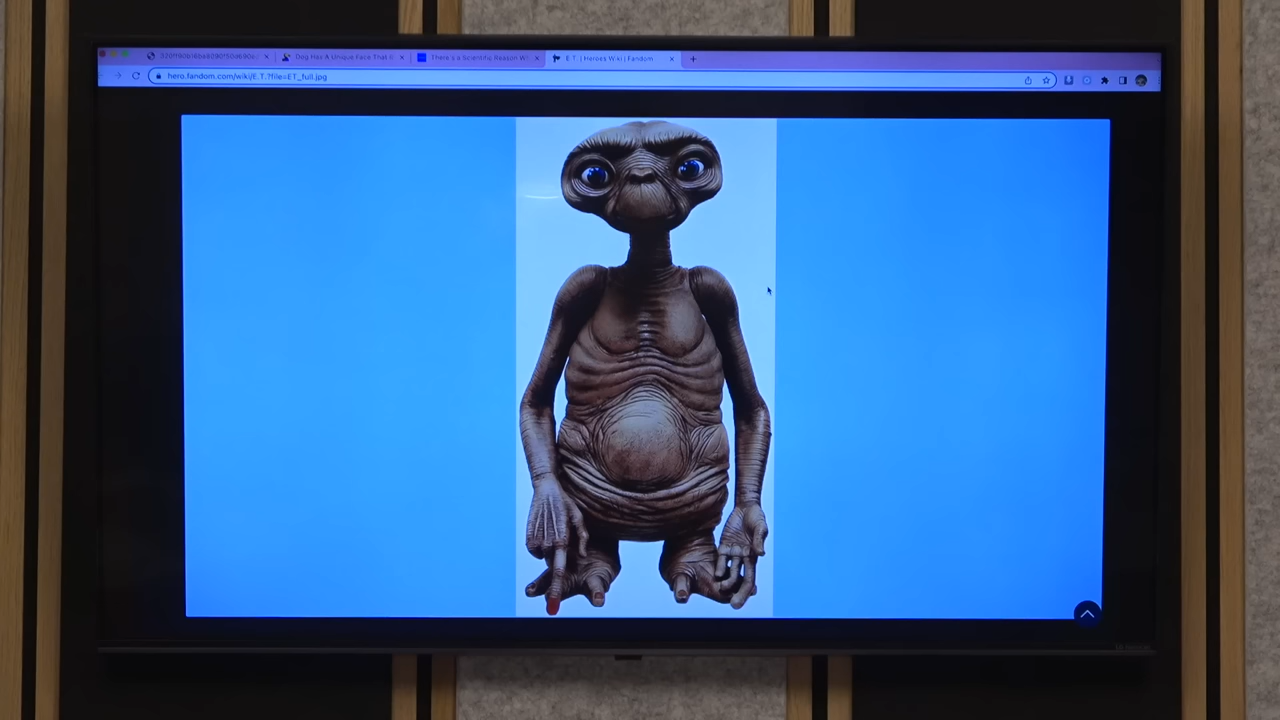 Dog Has A Unique Face That
There's a Scientific Reason
E.T. | Heroes Wiki | Fandom
hero.fandom.com/wiki/E.T.?file=ET_full.jpg